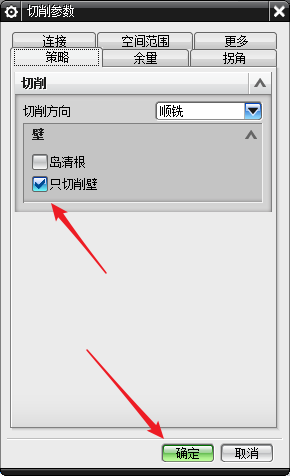 切削参数
连接 空间范围 更多
策略 余量 拐角
切削
切削方向 顺铣
壁
岛清根
只切削壁
确定 取消